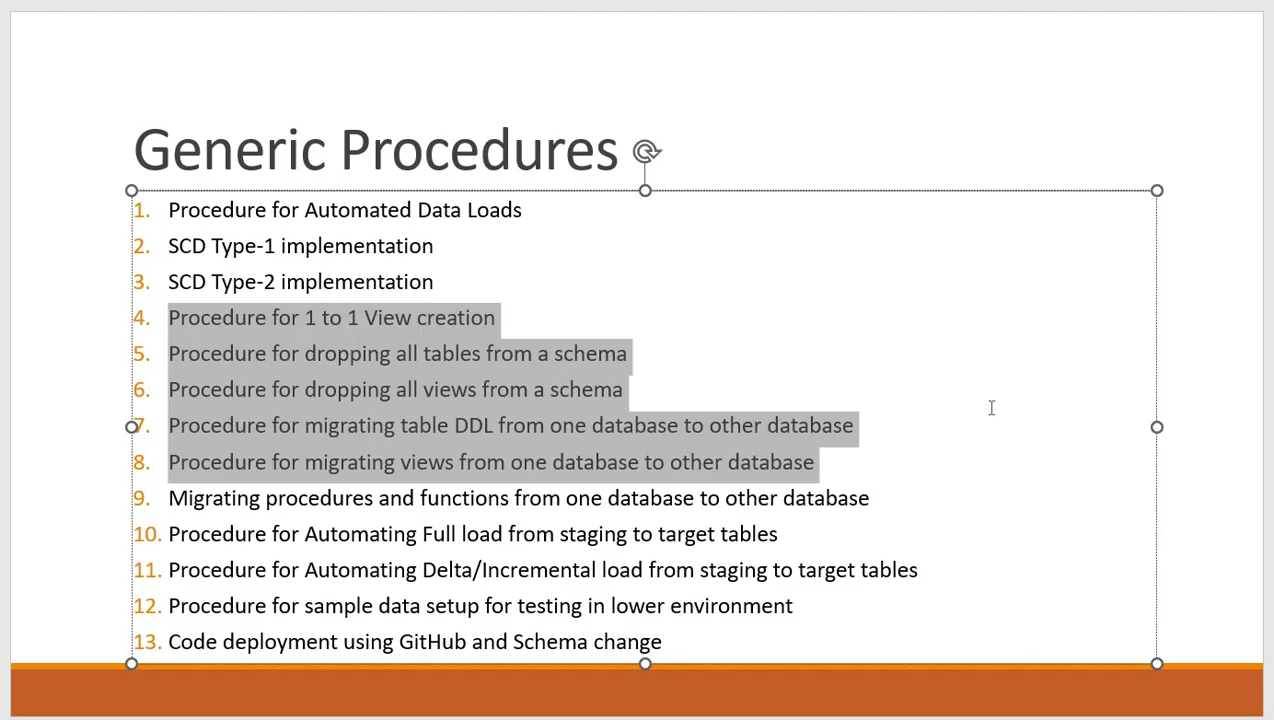 Generic Procedures
1. Procedure for Automated Data Loads
2. SCD Type-1 implementation
3. SCD Type-2 implementation
4. Procedure for 1 to 1 View creation
5. Procedure for dropping all tables from a schema
6. Procedure for dropping all views from a schema
7. Procedure for migrating table DDL from one database to other database
8. Procedure for migrating views from one database to other database
9. Migrating procedures and functions from one database to other database
10. Procedure for Automating Full load from staging to target tables
11. Procedure for Automating Delta/Incremental load from staging to target tables
12. Procedure for sample data setup for testing in lower environment
13. Code deployment using GitHub and Schema change